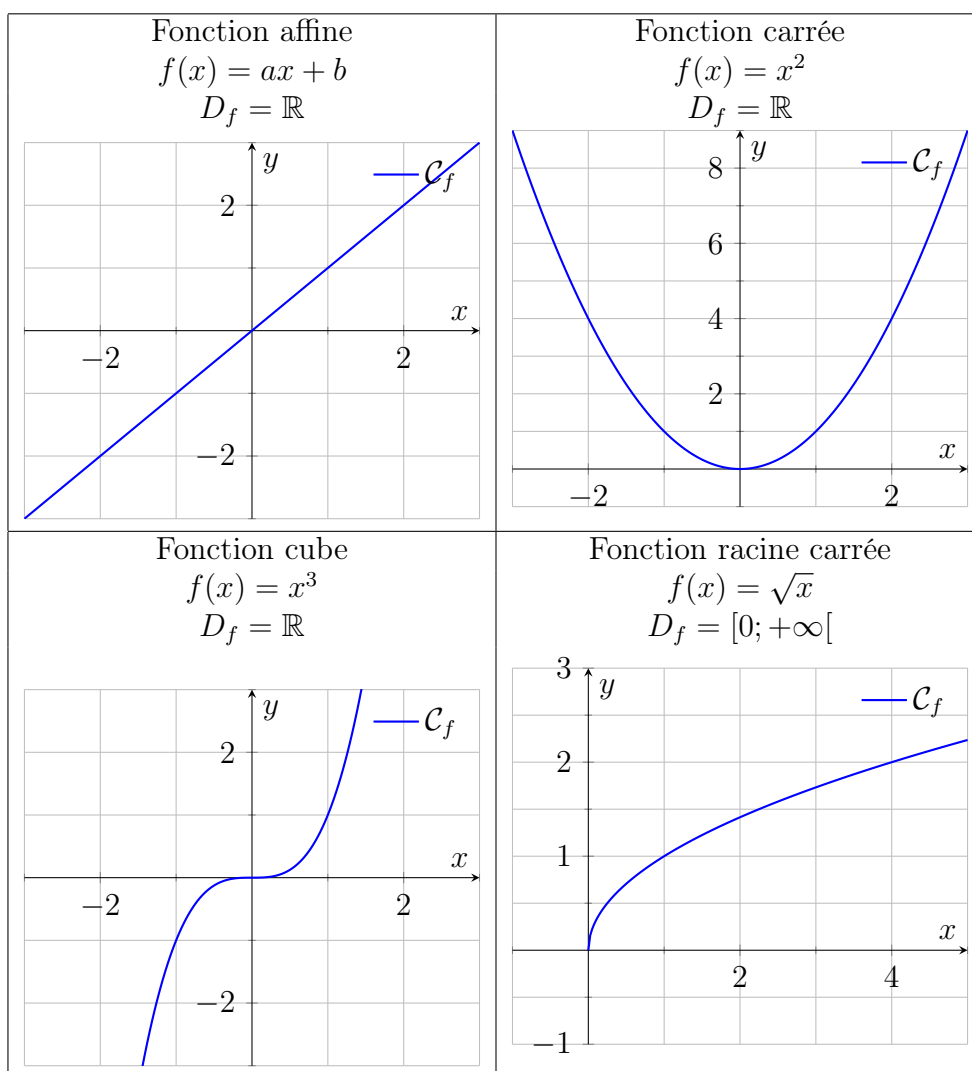 Fonction affine
f(x) = ax + b
D_f = ℝ
y
C_f
2
x
−2
2
−2
Fonction carrée
f(x) = x²
D_f = ℝ
y
C_f
8
6
4
2
x
−2
2
Fonction cube
f(x) = x³
D_f = ℝ
y
C_f
2
x
−2
2
−2
Fonction racine carrée
f(x) = √x
D_f = [0; +∞[
3
y
C_f
2
1
x
2
4
−1